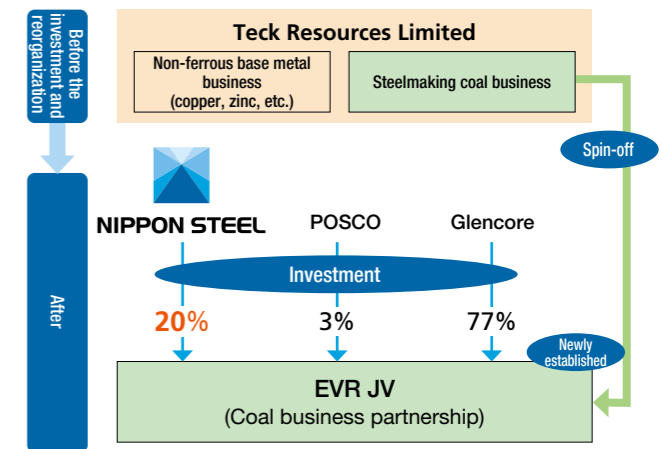 Before the
investment and
reorganization
Teck Resources Limited
Non-ferrous base metal
business
(copper, zinc, etc.)
Steelmaking coal business
Spin-off
After
NIPPON STEEL
POSCO
Glencore
Investment
20%
3%
77%
Newly
established
EVR JV
(Coal business partnership)